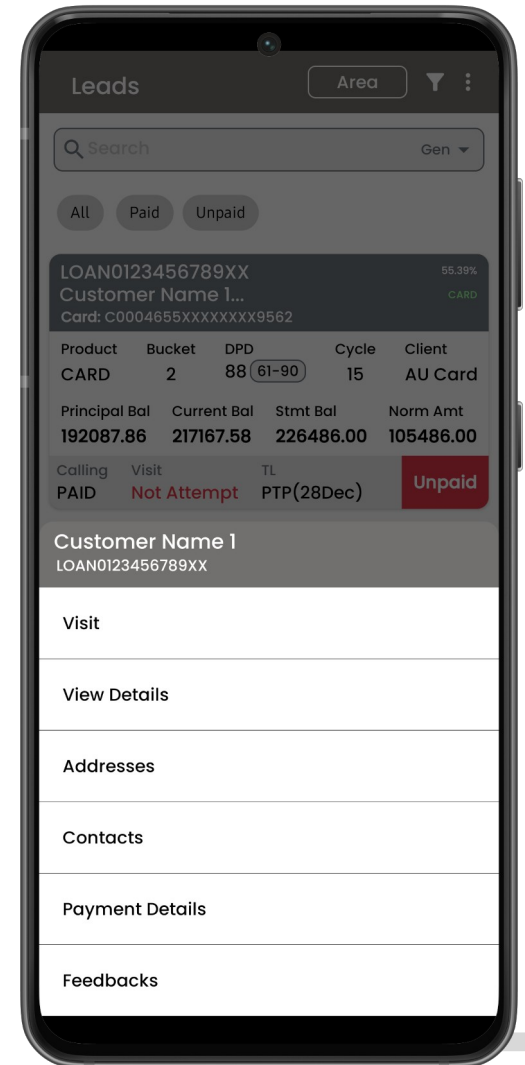 Leads
Area
Search
Gen
All Paid Unpaid
LOAN0123456789XX 55.39%
Customer Name 1... CARD
Card: C0004655XXXXXXXX9562
Product Bucket DPD Cycle Client
CARD 2 88 61-90 15 AU Card
Principal Bal Current Bal Stmt Bal Norm Amt
192087.86 217167.58 226486.00 105486.00
Calling Visit TL
PAID Not Attempt PTP(28Dec) Unpaid
Customer Name 1
LOAN0123456789XX
Visit
View Details
Addresses
Contacts
Payment Details
Feedbacks